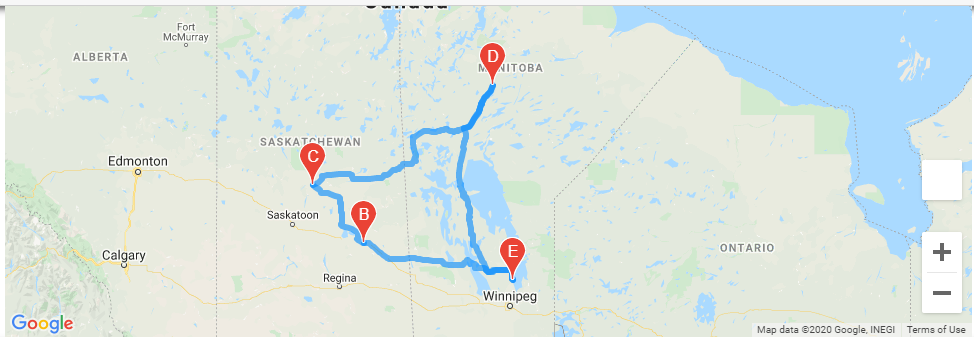 Canada
Fort
McMurray
ALBERTA
D
MANITOBA
SASKATCHEWAN
C
Edmonton
B
Saskatoon
E
ONTARIO
Calgary
Regina
Winnipeg
+
−
Google
Map data ©2020 Google, INEGI
Terms of Use